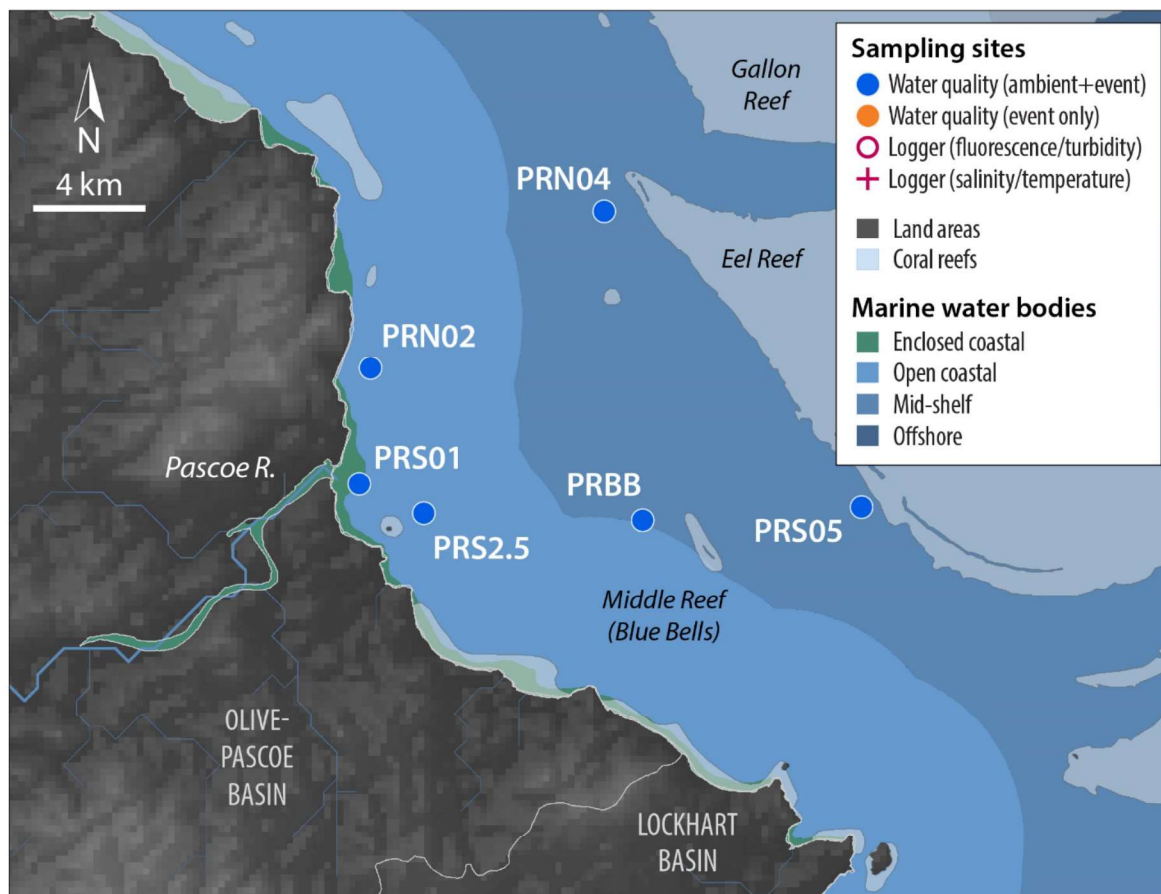 Sampling sites
Water quality (ambient+event)
Water quality (event only)
Logger (fluorescence/turbidity)
Logger (salinity/temperature)
Land areas
Coral reefs
Marine water bodies
Enclosed coastal
Open coastal
Mid-shelf
Offshore
Gallon
Reef
N
4 km
PRN04
Eel Reef
PRN02
Pascoe R.
PRS01
PRBB
PRS05
PRS2.5
Middle Reef
(Blue Bells)
OLIVE-
PASCOE
BASIN
LOCKHART
BASIN